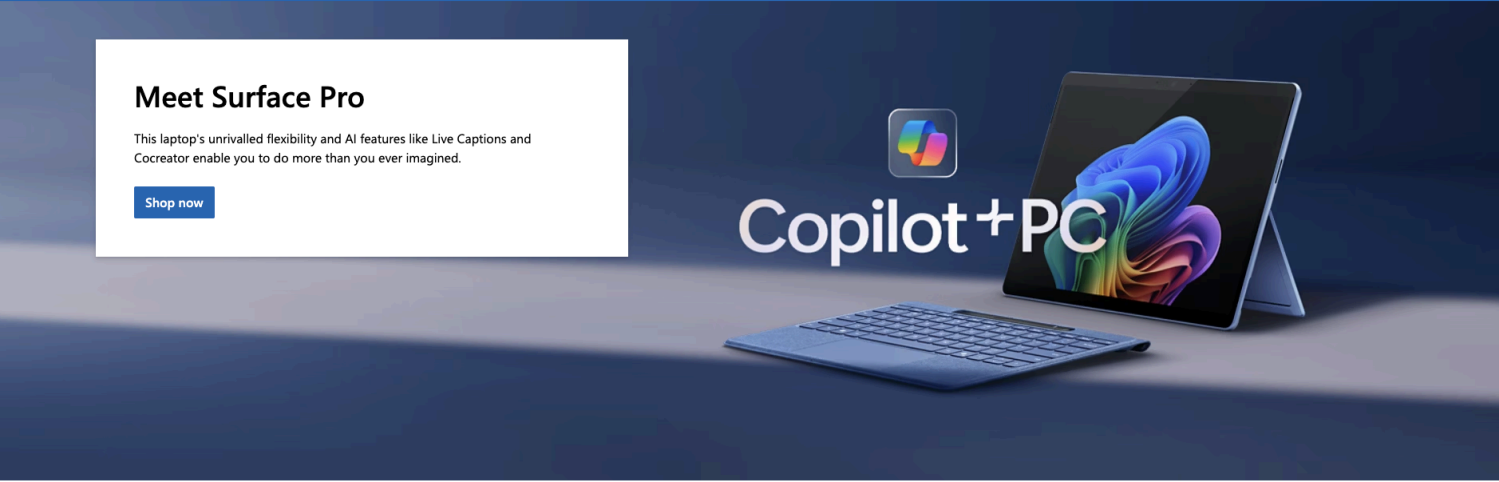 Meet Surface Pro
This laptop's unrivalled flexibility and AI features like Live Captions and
Cocreator enable you to do more than you ever imagined.
Shop now
Copilot+PC